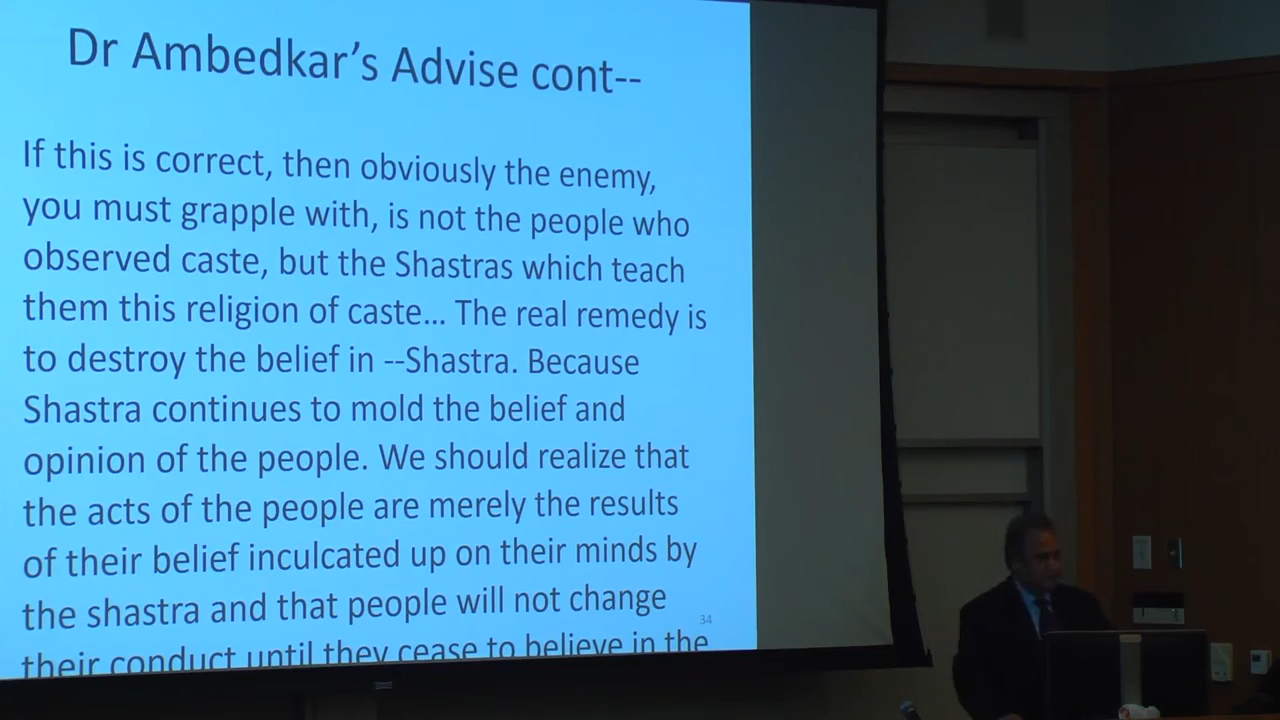 Dr Ambedkar’s Advise cont--
If this is correct, then obviously the enemy,
you must grapple with, is not the people who
observed caste, but the Shastras which teach
them this religion of caste... The real remedy is
to destroy the belief in --Shastra. Because
Shastra continues to mold the belief and
opinion of the people. We should realize that
the acts of the people are merely the results
of their belief inculcated up on their minds by
the shastra and that people will not change
34
their conduct until they cease to believe in the